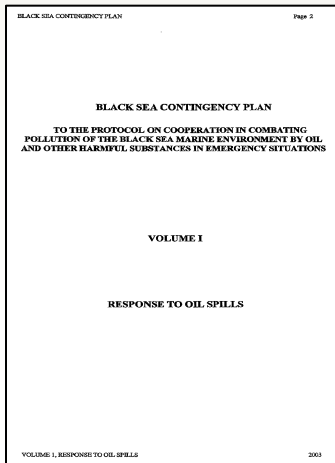 BLACK SEA CONTINGENCY PLAN Page 2
BLACK SEA CONTINGENCY PLAN
TO THE PROTOCOL ON COOPERATION IN COMBATING
POLLUTION OF THE BLACK SEA MARINE ENVIRONMENT BY OIL
AND OTHER HARMFUL SUBSTANCES IN EMERGENCY SITUATIONS
VOLUME I
RESPONSE TO OIL SPILLS
VOLUME 1, RESPONSE TO OIL SPILLS 2003